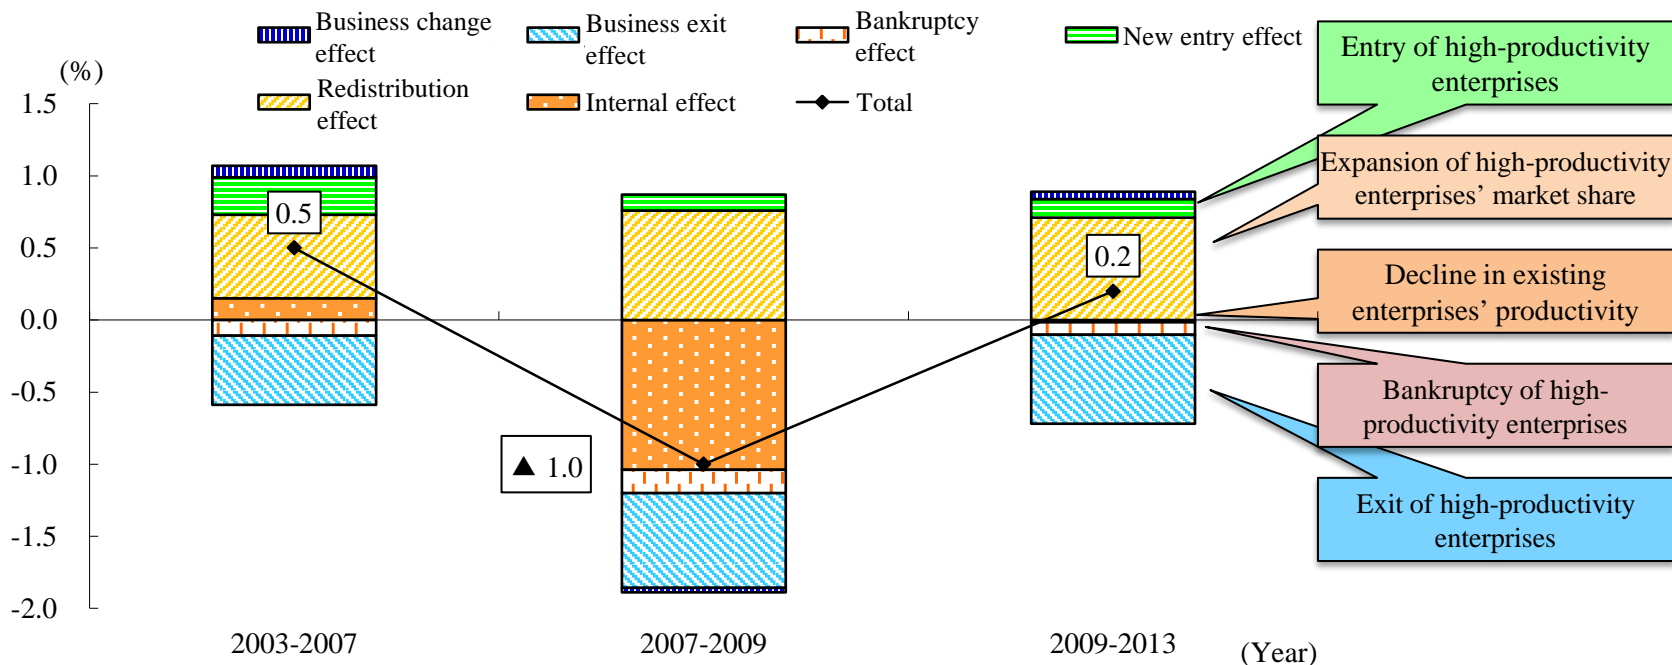 Business change
effect
Business exit
effect
Bankruptcy
effect
New entry effect
Redistribution
effect
Internal effect
Total
(%)
1.5
1.0
0.5
0.0
-0.5
-1.0
-1.5
-2.0
0.5
▲ 1.0
0.2
2003-2007
2007-2009
2009-2013
(Year)
Entry of high-productivity
enterprises
Expansion of high-productivity
enterprises’ market share
Decline in existing
enterprises’ productivity
Bankruptcy of high-
productivity enterprises
Exit of high-productivity
enterprises